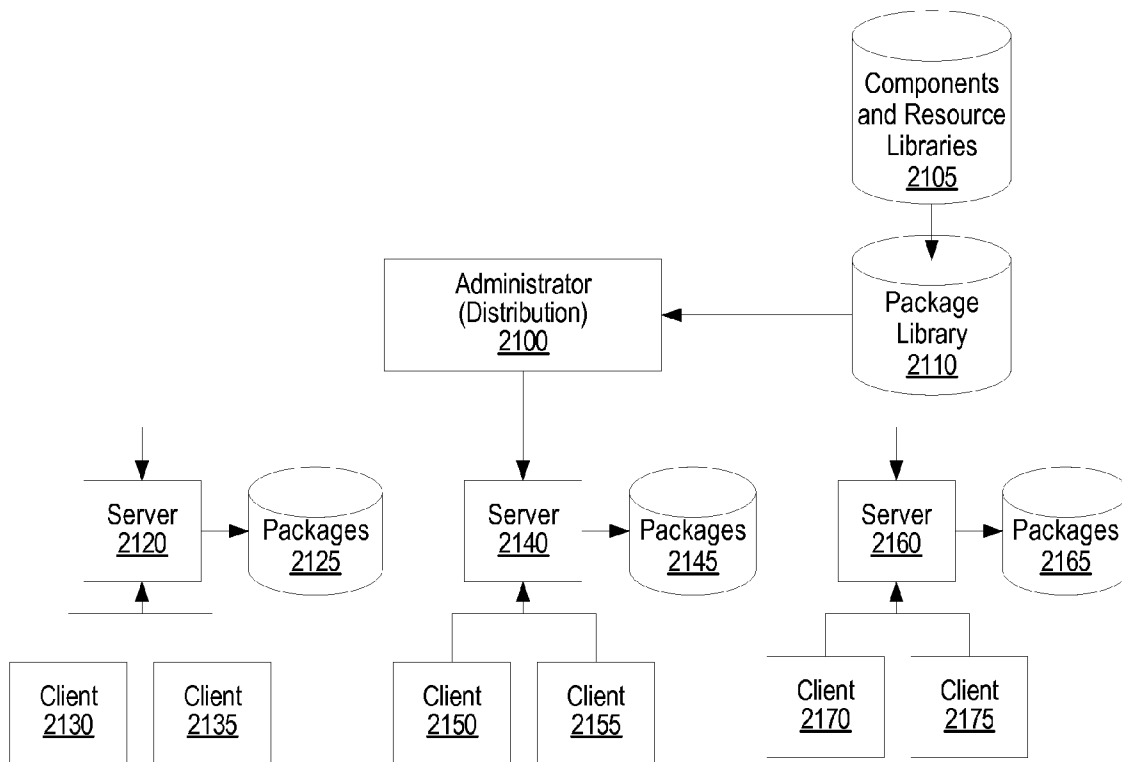 Components
and Resource
Libraries
2105
Administrator
(Distribution)
2100
Package
Library
2110
Server
2120
Packages
2125
Server
2140
Packages
2145
Server
2160
Packages
2165
Client
2130
Client
2135
Client
2150
Client
2155
Client
2170
Client
2175